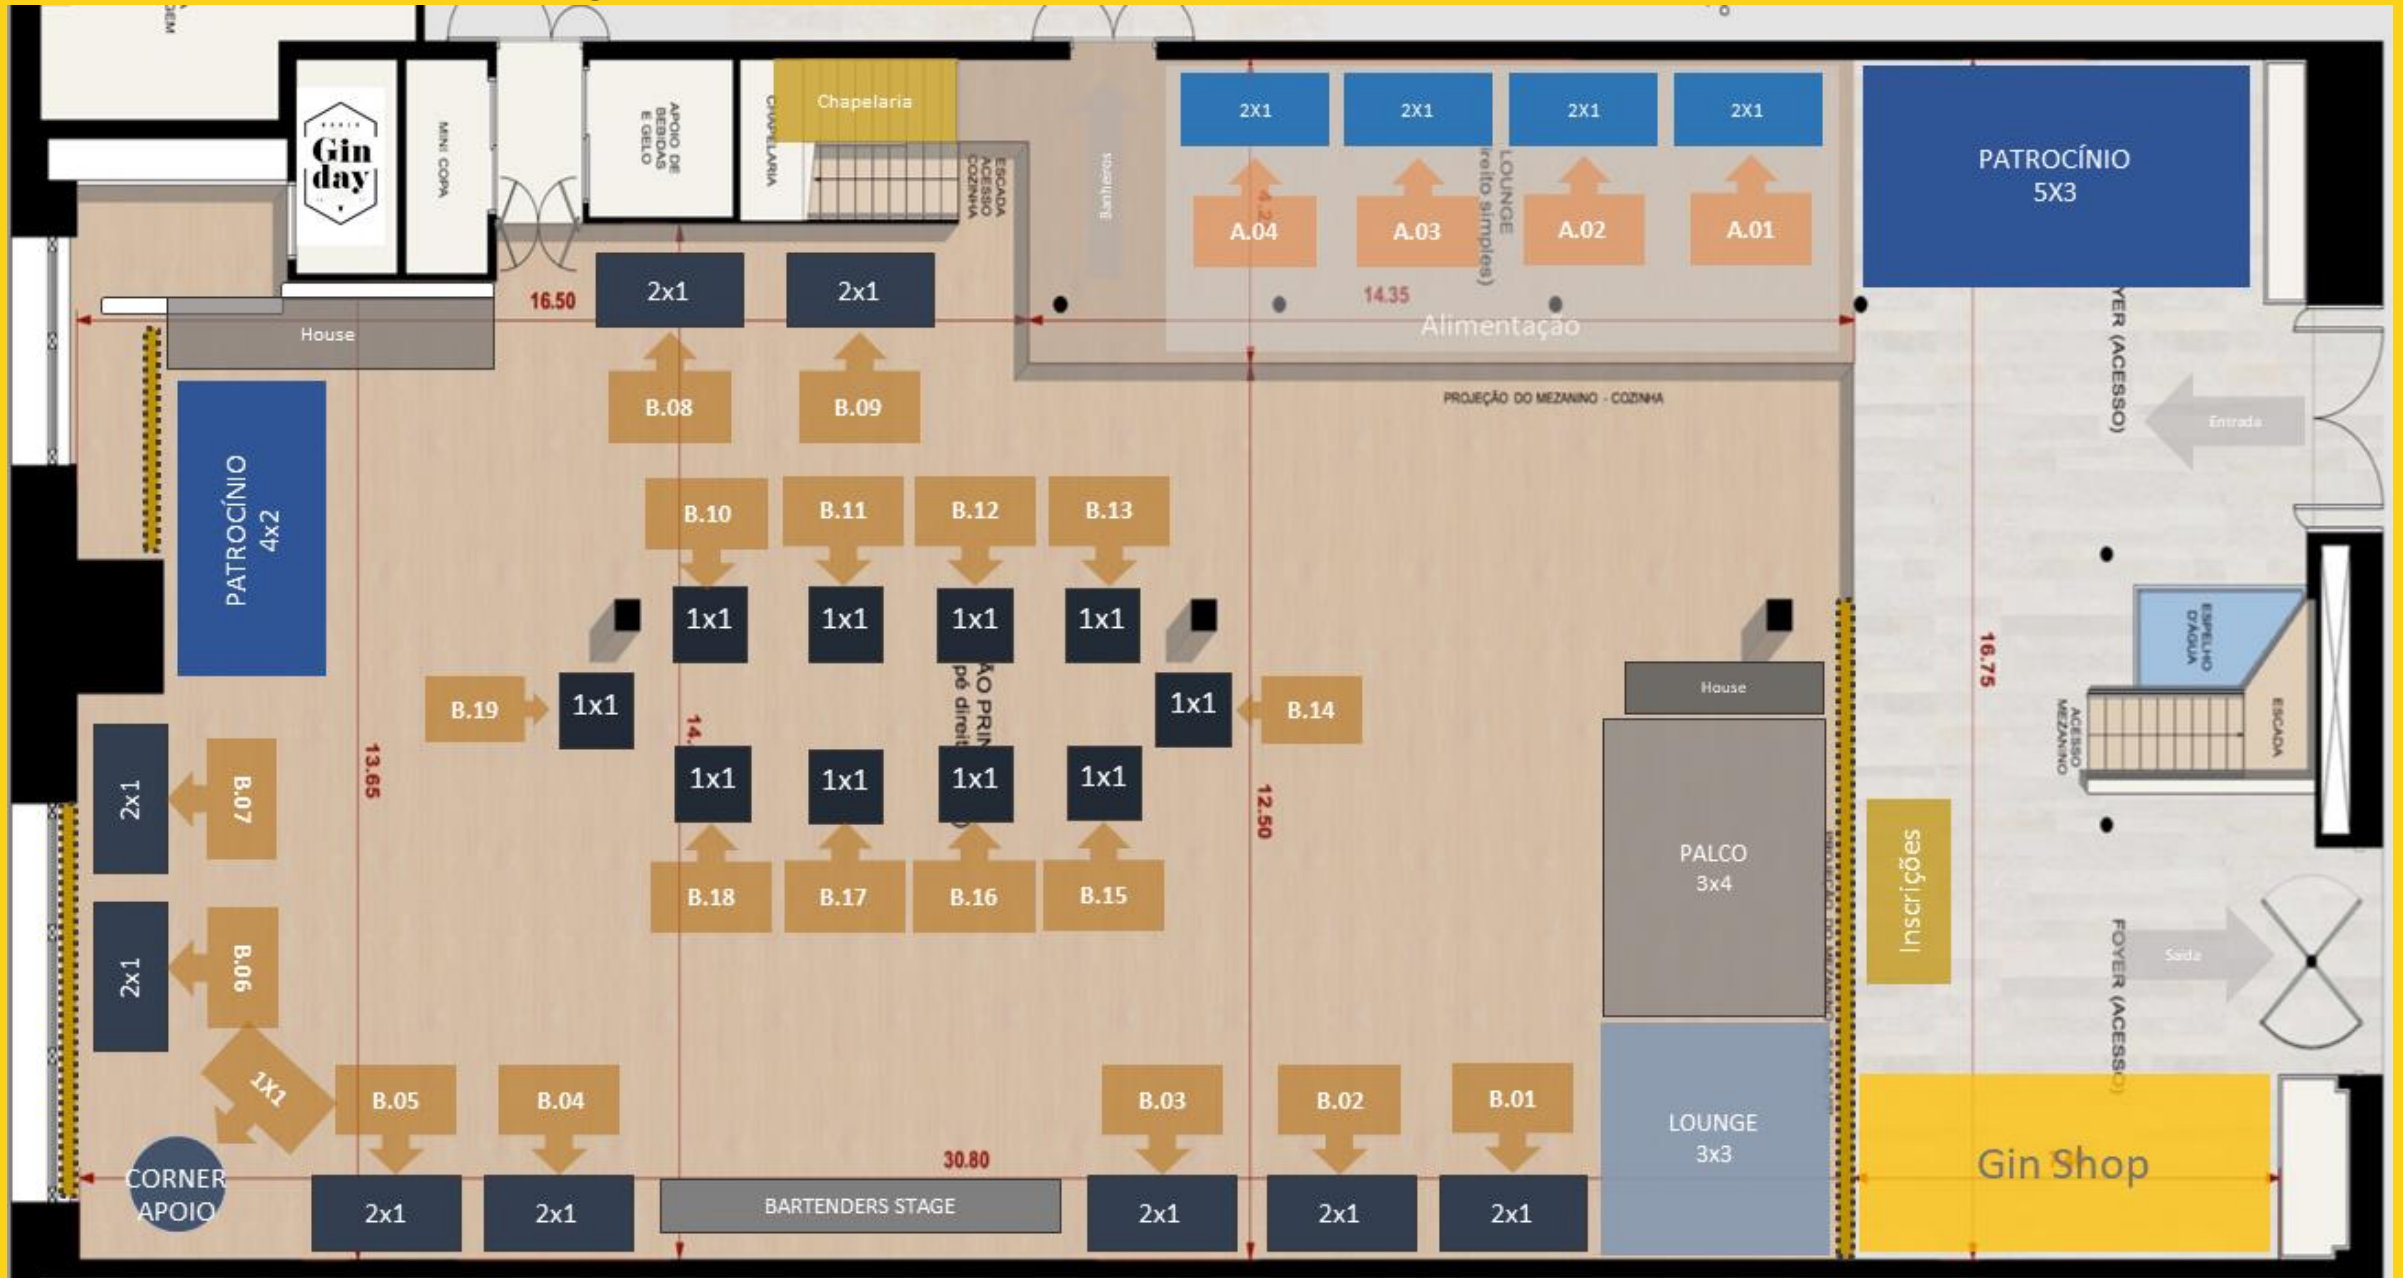 Gin
day
MINI COPA
APOIO DE
BEBIDAS
E GELO
CHAPELARIA
Chapelaria
ESCADA
ACESSO
COZINHA
Banheiros
2X1
2X1
2X1
2X1
A.04
A.03
A.02
A.01
LOUNGE
14.35
Alimentação
PROJEÇÃO DO MEZANINO - COZINHA
PATROCÍNIO
5X3
FOYER (ACESSO)
Entrada
16.50
House
2x1
2x1
B.08
B.09
PATROCÍNIO
4x2
B.10
B.11
B.12
B.13
1x1
1x1
1x1
1x1
B.19
1x1
1x1
B.14
1x1
1x1
1x1
1x1
B.18
B.17
B.16
B.15
13.65
12.50
16.75
House
PALCO
3x4
LOUNGE
3x3
ESPELHO
D'ÁGUA
ACESSO
MEZANINO
ESCADA
Inscrições
Saída
FOYER (ACESSO)
Gin Shop
2x1
B.07
2x1
B.06
1X1
CORNER
APOIO
B.05
B.04
B.03
B.02
B.01
30.80
2x1
2x1
BARTENDERS STAGE
2x1
2x1
2x1